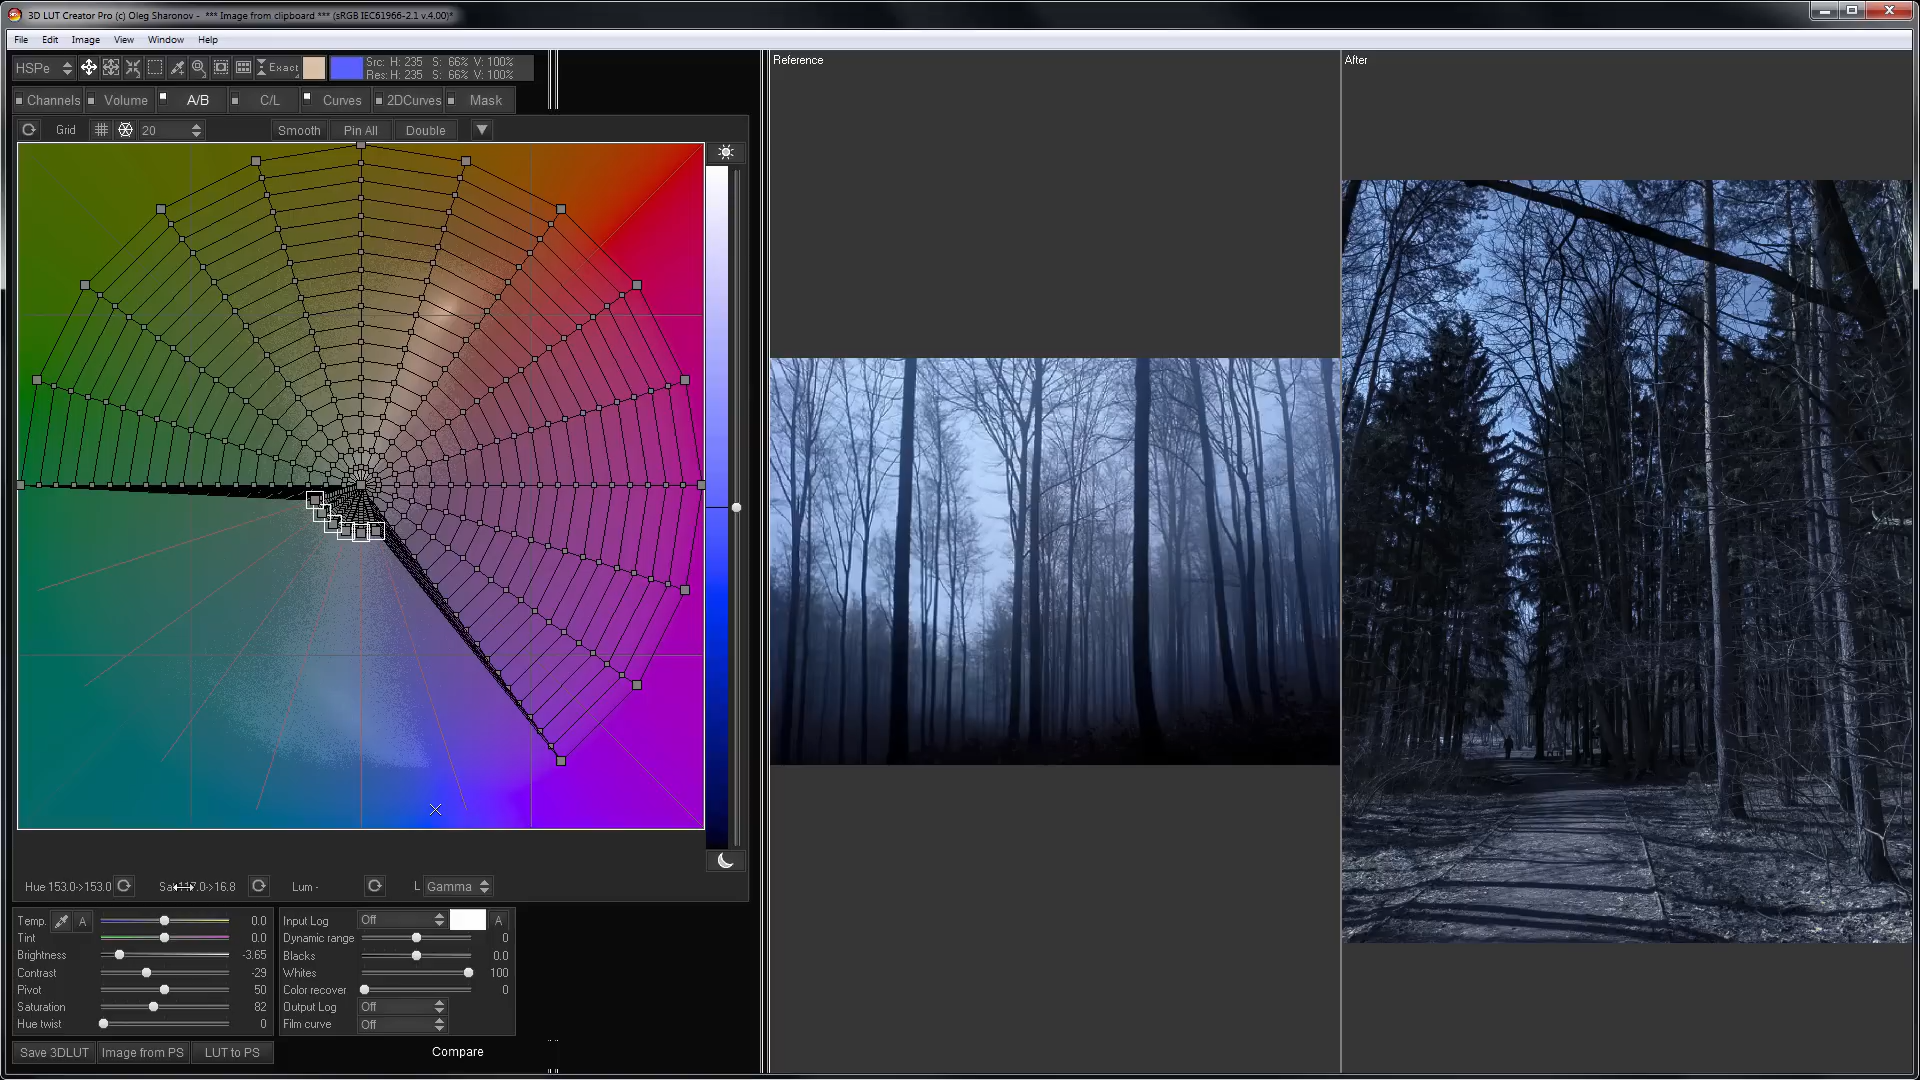 3D LUT Creator Pro (c) Oleg Sharonov - *** Image from clipboard *** (sRGB IEC61966-2.1 v.4.00)*
File Edit Image View Window Help
HSPe Exact Src: H: 235 S: 66% V: 100%
Res: H: 235 S: 66% V: 100%
Channels Volume A/B C/L Curves 2DCurves Mask
Grid 20 Smooth Pin All Double
Reference
After
Hue 153.0->153.0 ->16.8 Lum - L Gamma
Temp. A 0.0
Tint 0.0
Brightness -3.65
Contrast -29
Pivot 50
Saturation 82
Hue twist 0
Input Log Off A
Dynamic range 0
Blacks 0.0
Whites 100
Color recover 0
Output Log Off
Film curve Off
Save 3DLUT Image from PS LUT to PS Compare